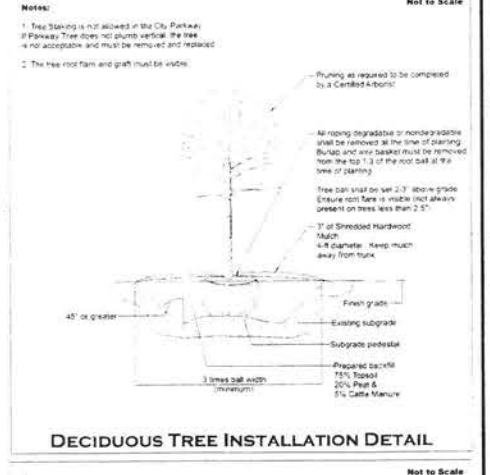 Not to Scale
Notes:
1. Tree Staking is not allowed in the City Parkway.
If Parkway Tree does not plumb vertical, the tree
is not acceptable and must be removed and replaced
2. The tree root flare and graft must be visible.
Pruning as required to be completed
by a Certified Arborist
All roping degradable or nondegradable
shall be removed at the time of planting
Burlap and wire basket must be removed
from the top 1/3 of the root ball at the
time of planting
Tree ball shall be set 2-3" above grade
Ensure root flare is visible (not always
present on trees less than 2.5")
3" of Shredded Hardwood
Mulch
4-ft diameter. Keep mulch
away from trunk
Finish grade
45° or greater
Existing subgrade
Subgrade pedestal
Prepared backfill
75% Topsoil
20% Peat &
5% Cattle Manure
3 times ball width
(minimum)
DECIDUOUS TREE INSTALLATION DETAIL
Not to Scale